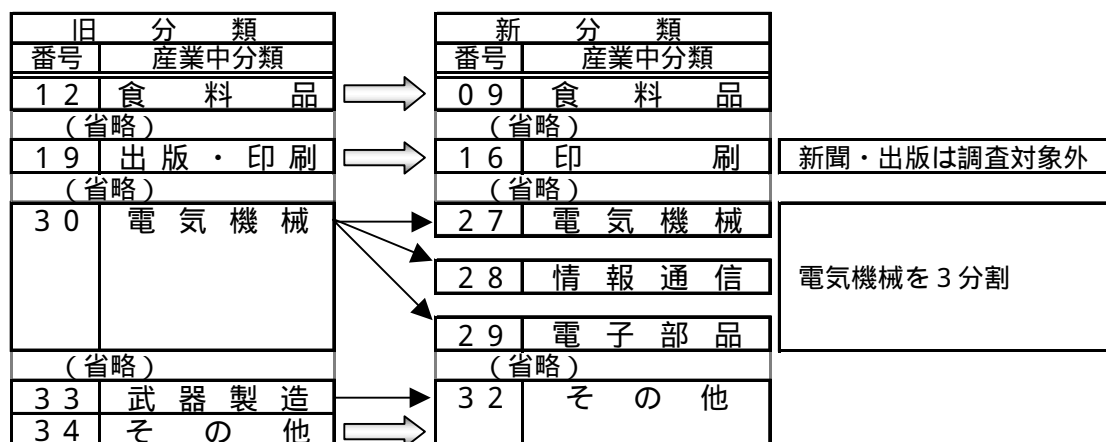 旧分類 新分類
番号 産業中分類 番号 産業中分類
12 食料品 09 食料品
(省略) (省略)
19 出版・印刷 16 印刷 新聞・出版は調査対象外
(省略) (省略)
30 電気機械 27 電気機械
28 情報通信 電気機械を3分割
29 電子部品
(省略) (省略)
33 武器製造 32 その他
34 その他